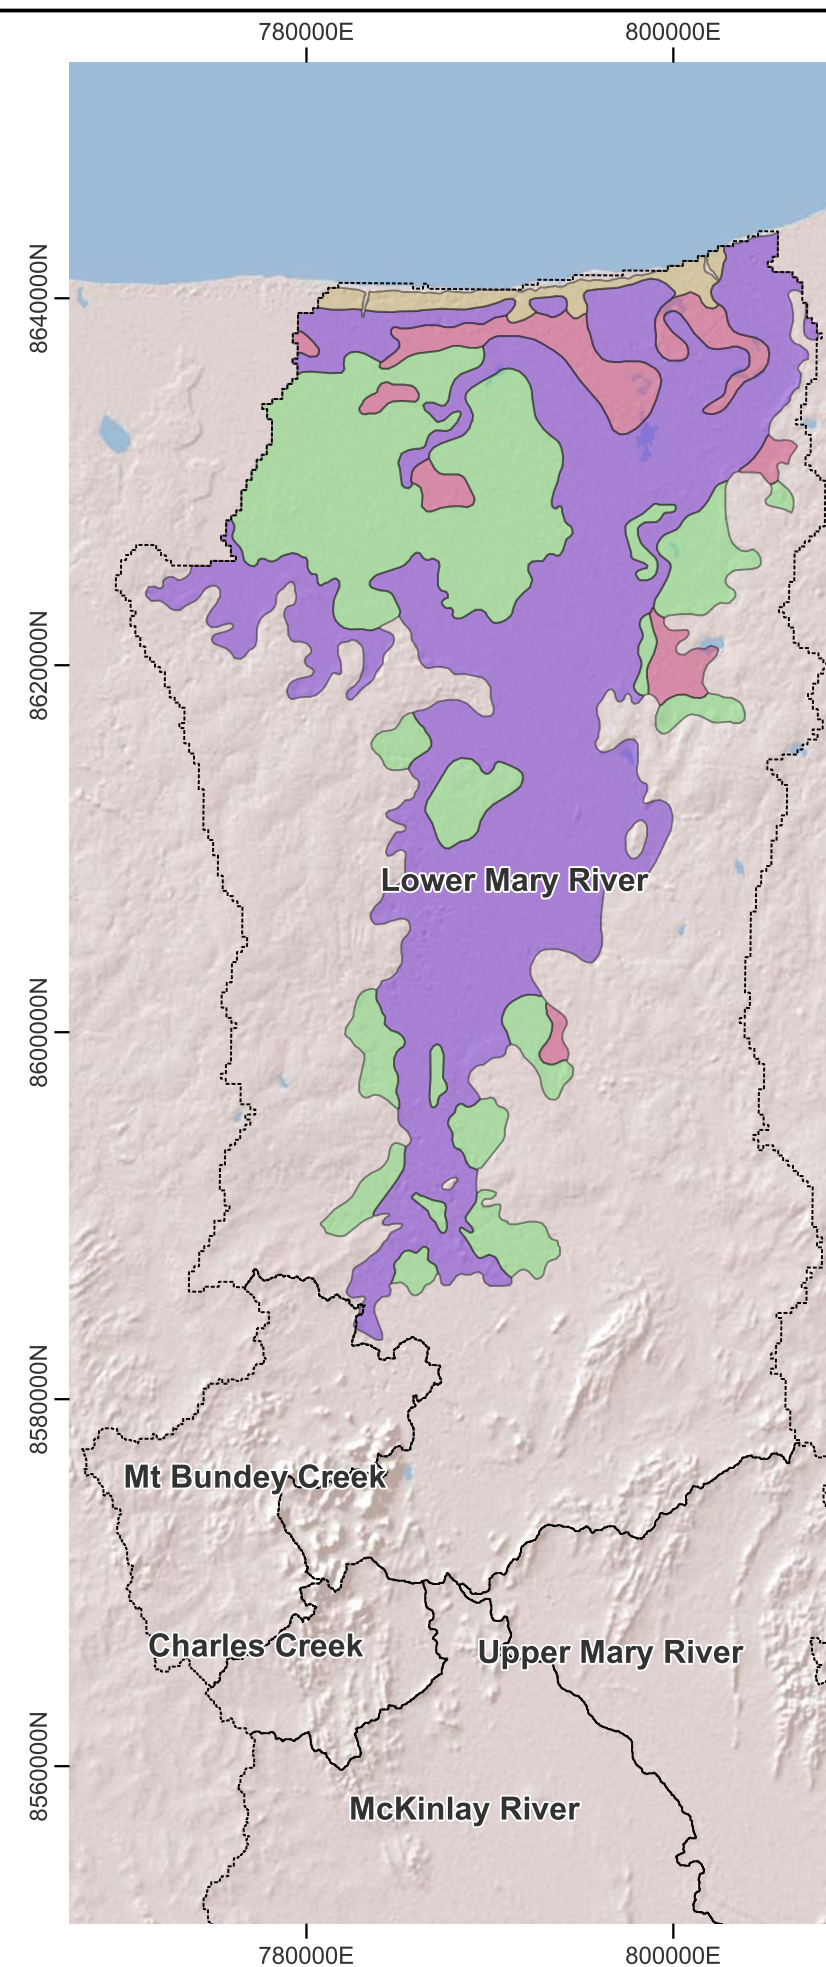 780000E 800000E
8640000N
8620000N
Lower Mary River
8600000N
8580000N
Mt Bundey Creek
Charles Creek
Upper Mary River
8560000N
McKinlay River
780000E 800000E